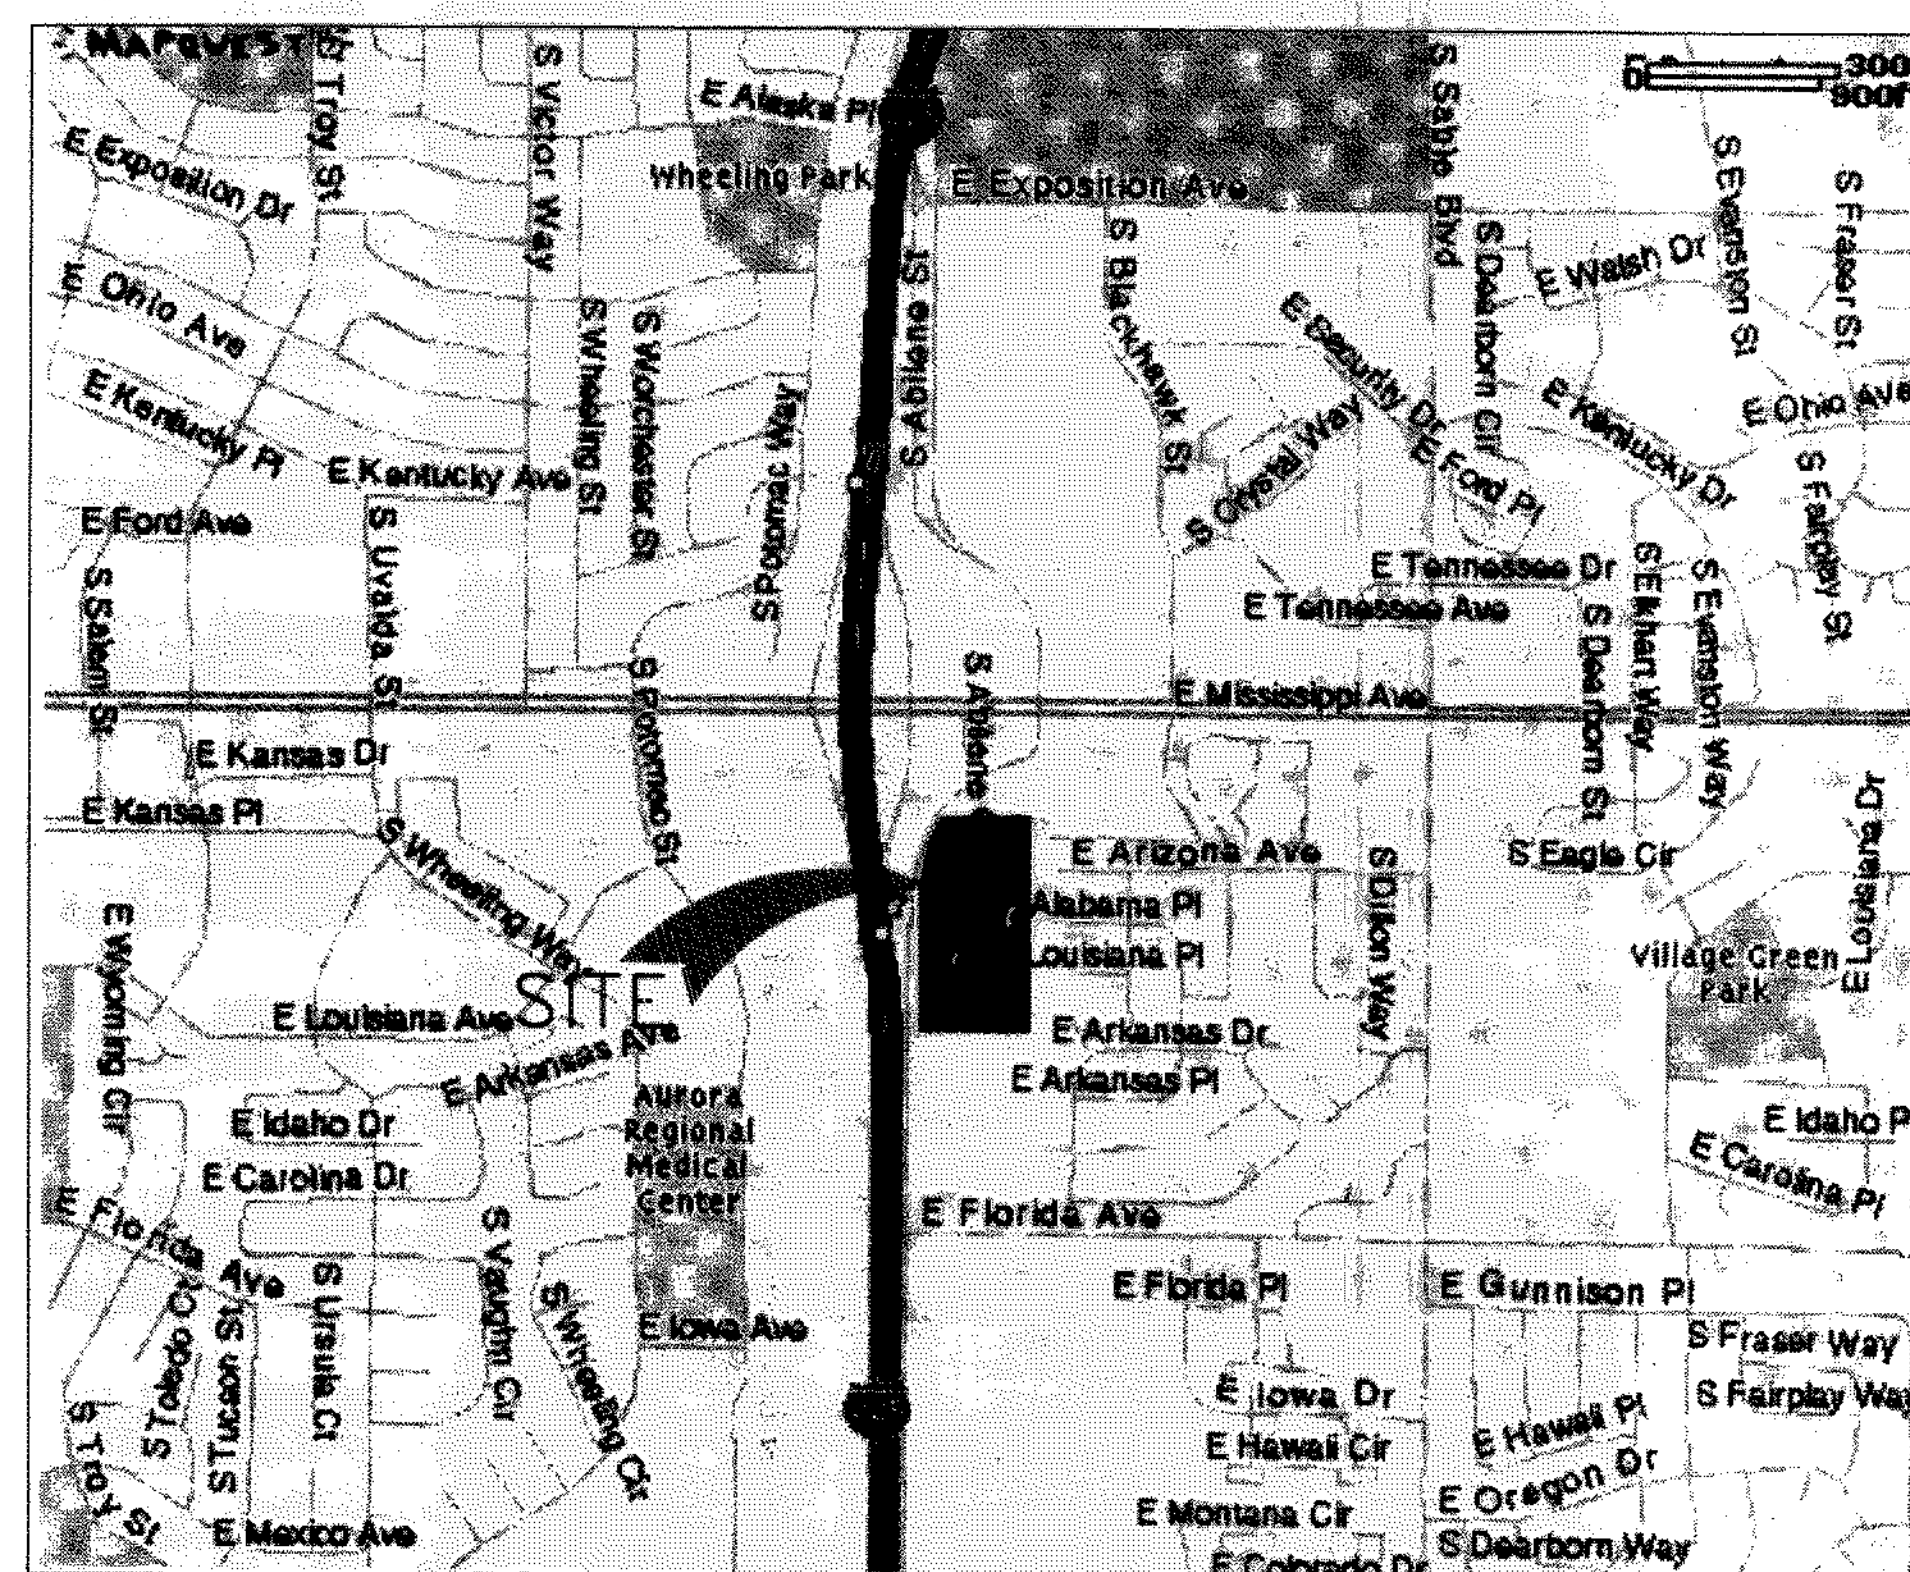 S Troy St
S Victor Way
E Alaska Pl
S Sable Blvd
300
900f
E Exposition Dr
Wheeling Park
E Exposition Ave
S Evanston St
S Fraser St
E Ohio Ave
S Wheeling St
S Worchester St
S Abilene St
S Blackhawk St
E Security Dr
S Dearborn Cir
E Walsh Dr
E Kentucky Pl
E Kentucky Ave
S Potomac Way
S Crystal Way
E Ford Pl
E Kentucky Dr
E Ohio Ave
S Fairplay St
E Ford Ave
S Uvalda St
S Salem St
E Tennessee Dr
E Tennessee Ave
S Elkhart Way
S Evanston Way
S Dearborn St
S Potomac St
S Abilene
E Mississippi Ave
E Kansas Dr
E Kansas Pl
S Wheeling Way
E Arizona Ave
S Dillon Way
S Eagle Cir
E Louisiana Dr
Alabama Pl
Louisiana Pl
Village Green
Park
E Wyoming Cir
SITE
E Louisiana Ave
E Arkansas Ave
E Arkansas Dr
E Arkansas Pl
Aurora
Regional
Medical
Center
E Idaho Dr
E Carolina Dr
E Idaho P
E Carolina Pl
E Florida Ave
E Florida Ave
S Vaughn Cir
S Wheeling Cir
S Toledo Ct
S Tucson St
S Ursula Ct
E Iowa Ave
E Florida Pl
E Gunnison Pl
S Fraser Way
S Fairplay Way
E Iowa Dr
E Hawaii Cir
E Hawaii Pl
S Troy St
E Mexico Ave
E Montana Cir
E Oregon Dr
S Dearborn Way
E Colorado Dr